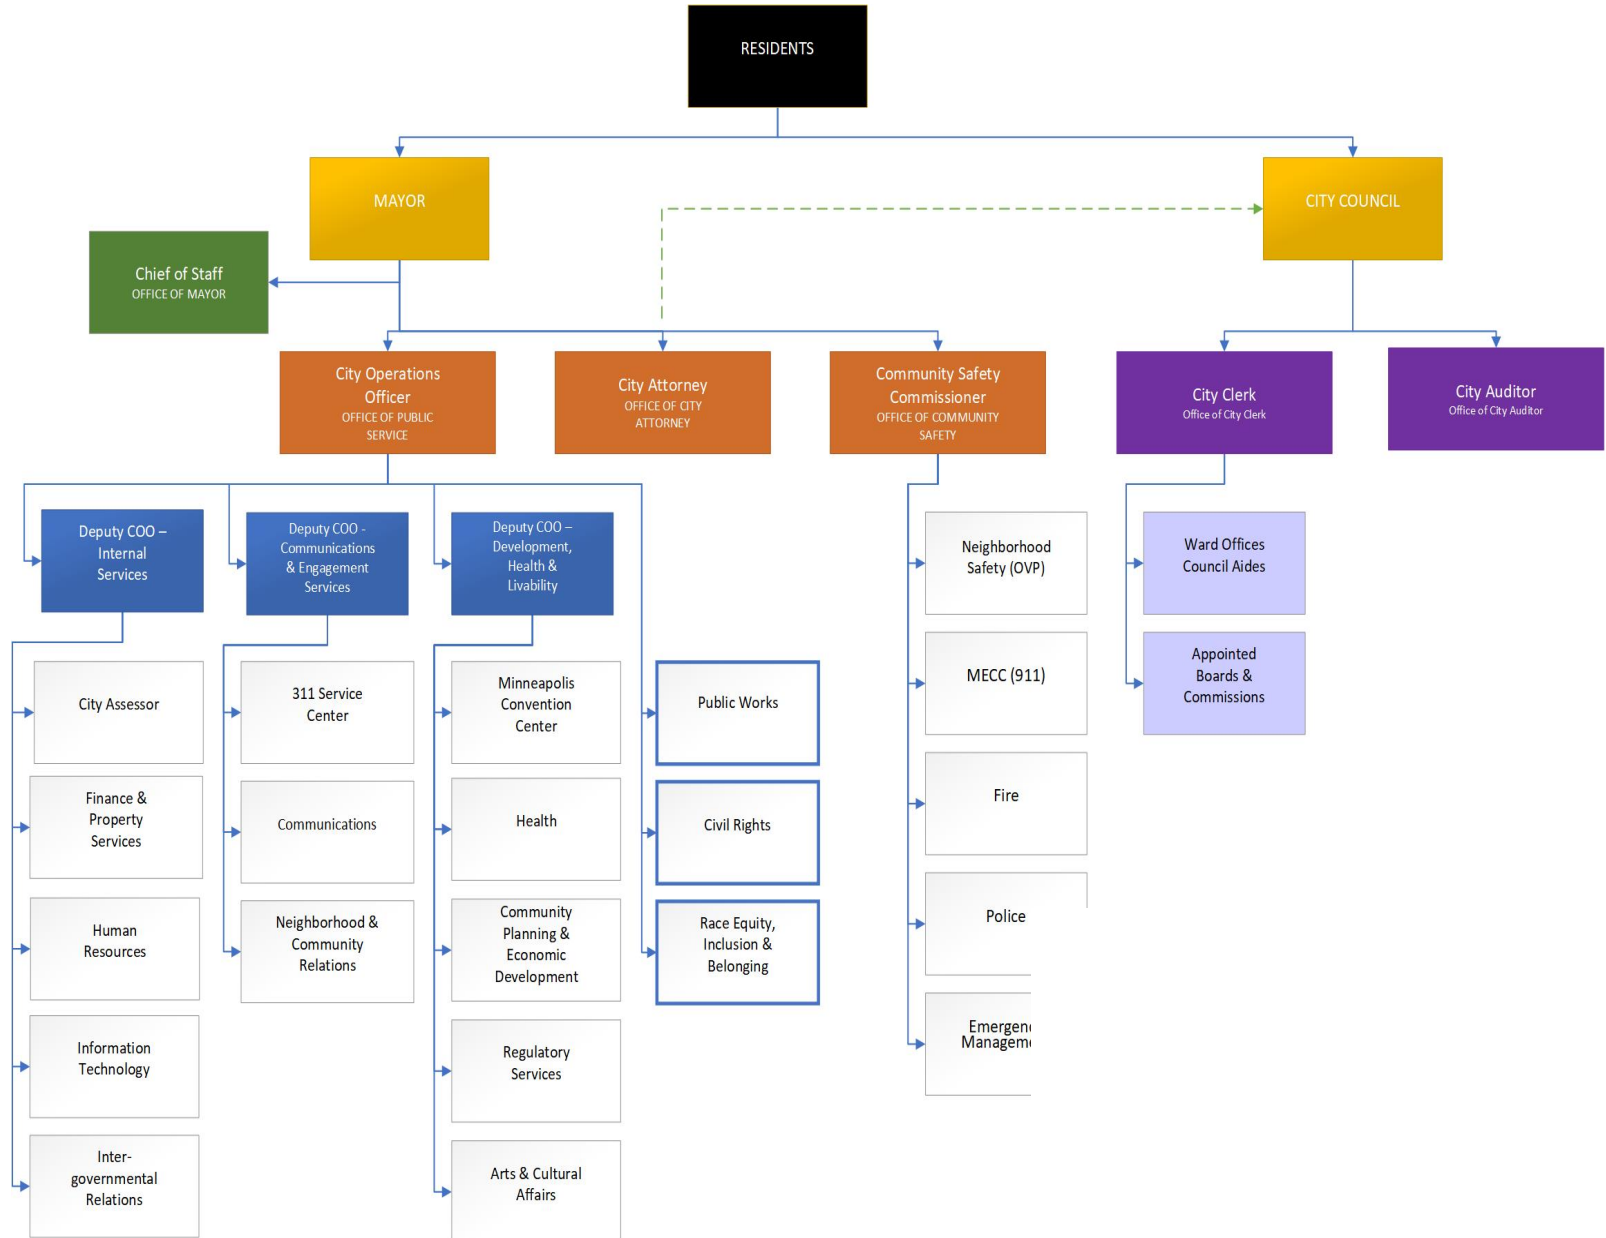 RESIDENTS
MAYOR
CITY COUNCIL
Chief of Staff
OFFICE OF MAYOR
City Operations
Officer
OFFICE OF PUBLIC
SERVICE
City Attorney
OFFICE OF CITY
ATTORNEY
Community Safety
Commissioner
OFFICE OF COMMUNITY
SAFETY
City Clerk
Office of City Clerk
City Auditor
Office of City Auditor
Deputy COO –
Internal
Services
Deputy COO -
Communications
& Engagement
Services
Deputy COO –
Development,
Health &
Livability
Neighborhood
Safety (OVP)
Ward Offices
Council Aides
City Assessor
311 Service
Center
Minneapolis
Convention
Center
Public Works
MECC (911)
Appointed
Boards &
Commissions
Finance &
Property
Services
Communications
Health
Civil Rights
Fire
Human
Resources
Neighborhood &
Community
Relations
Community
Planning &
Economic
Development
Race Equity,
Inclusion &
Belonging
Police
Information
Technology
Regulatory
Services
Emergen
Managem
Inter-
governmental
Relations
Arts & Cultural
Affairs